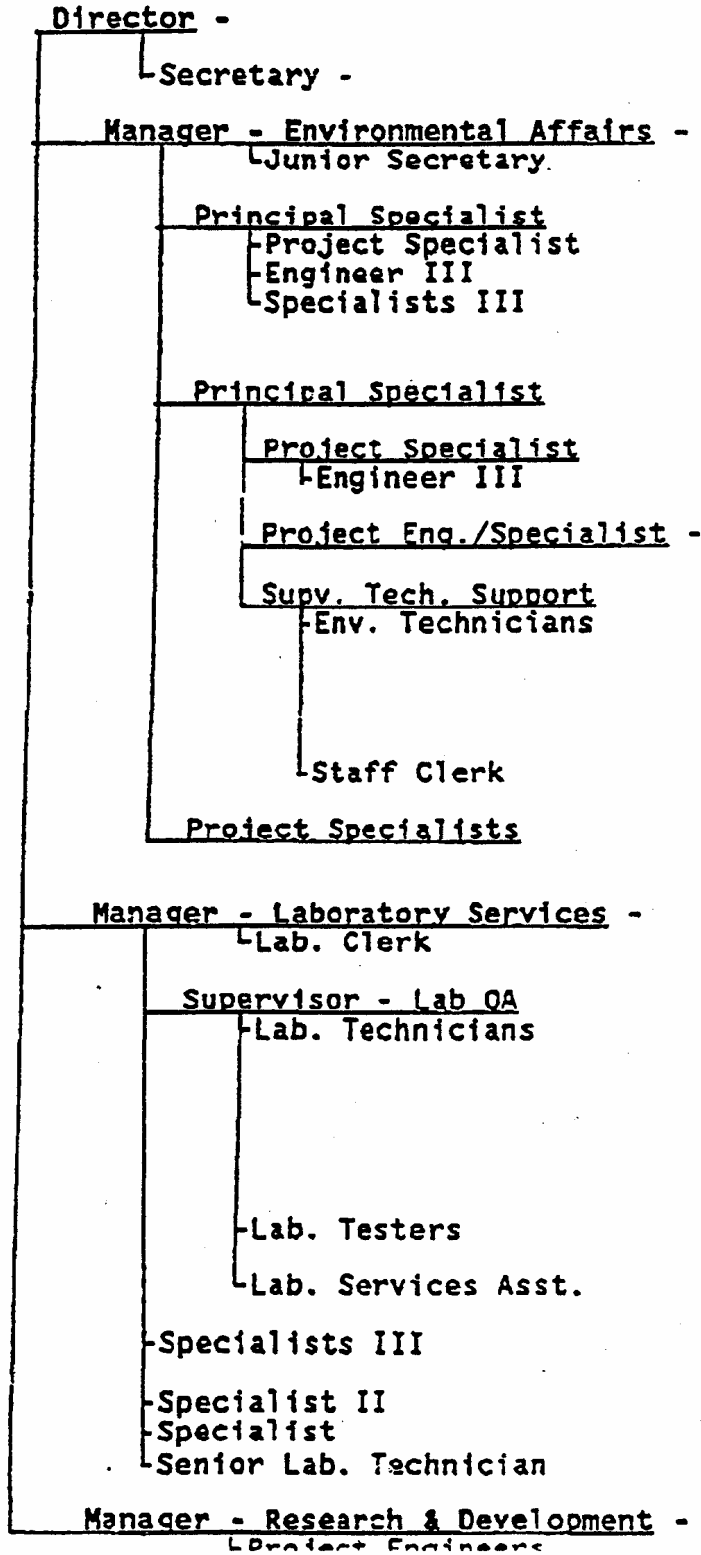 Director -
Secretary -
Manager - Environmental Affairs -
Junior Secretary
Principal Specialist
Project Specialist
Engineer III
Specialists III
Principal Specialist
Project Specialist
Engineer III
Project Eng./Specialist -
Supv. Tech. Support
Env. Technicians
Staff Clerk
Project Specialists
Manager - Laboratory Services -
Lab. Clerk
Supervisor - Lab QA
Lab. Technicians
Lab. Testers
Lab. Services Asst.
Specialists III
Specialist II
Specialist
Senior Lab. Technician
Manager - Research & Development -
Project Engineers